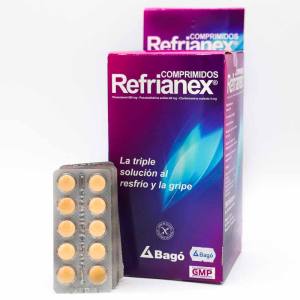 COMPRIMIDOS
Refrianex®
COMPRIMIDOS
Refrianex®
La triple
solución al
resfrío y la gripe
Bagó
Bagó
GMP